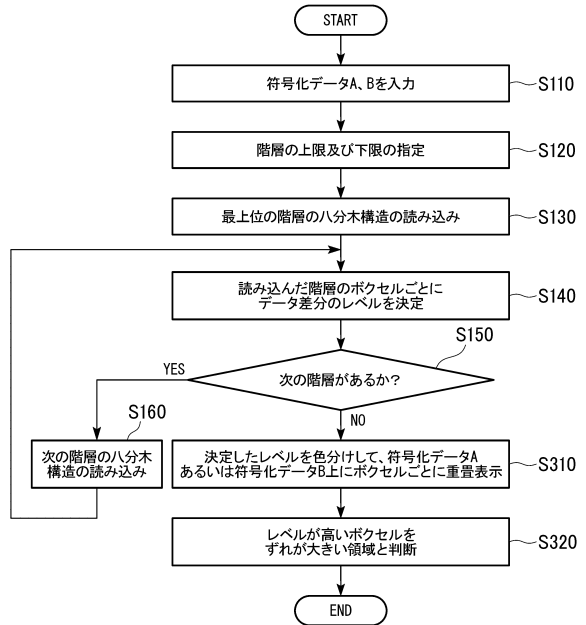 START
符号化データA、Bを入力
S110
階層の上限及び下限の指定
S120
最上位の階層の八分木構造の読み込み
S130
読み込んだ階層のボクセルごとに
データ差分のレベルを決定
S140
S150
次の階層があるか?
YES
NO
S160
次の階層の八分木
構造の読み込み
決定したレベルを色分けして、符号化データA
あるいは符号化データB上にボクセルごとに重畳表示
S310
レベルが高いボクセルを
ずれが大きい領域と判断
S320
END